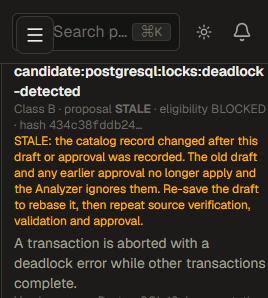 Search p... ⌘K
candidate:postgresql:locks:deadlock
-detected
Class B · proposal STALE · eligibility BLOCKED
· hash 434c38fddb24…
STALE: the catalog record changed after this
draft or approval was recorded. The old draft
and any earlier approval no longer apply and
the Analyzer ignores them. Re-save the draft
to rebase it, then repeat source verification,
validation and approval.
A transaction is aborted with a
deadlock error while other transactions
complete.